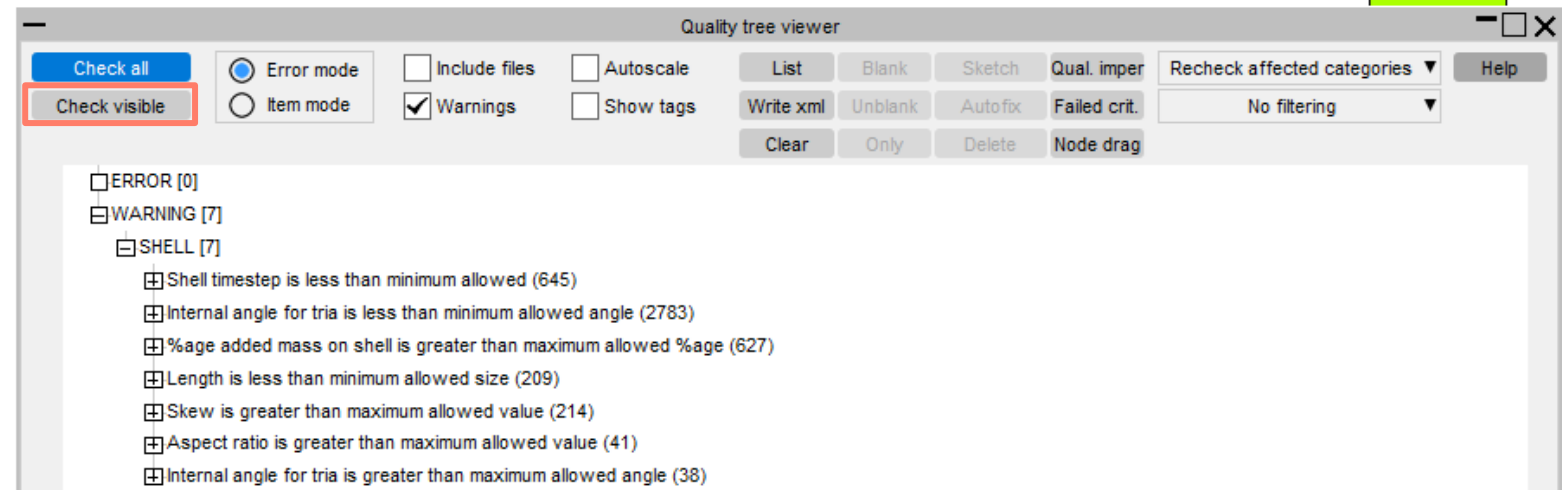 Quality tree viewer
Check all Error mode Include files Autoscale List Blank Sketch Qual. imper Recheck affected categories Help
Check visible Item mode Warnings Show tags Write xml Unblank Autofix Failed crit. No filtering
Clear Only Delete Node drag
ERROR [0]
WARNING [7]
SHELL [7]
Shell timestep is less than minimum allowed (645)
Internal angle for tria is less than minimum allowed angle (2783)
%age added mass on shell is greater than maximum allowed %age (627)
Length is less than minimum allowed size (209)
Skew is greater than maximum allowed value (214)
Aspect ratio is greater than maximum allowed value (41)
Internal angle for tria is greater than maximum allowed angle (38)